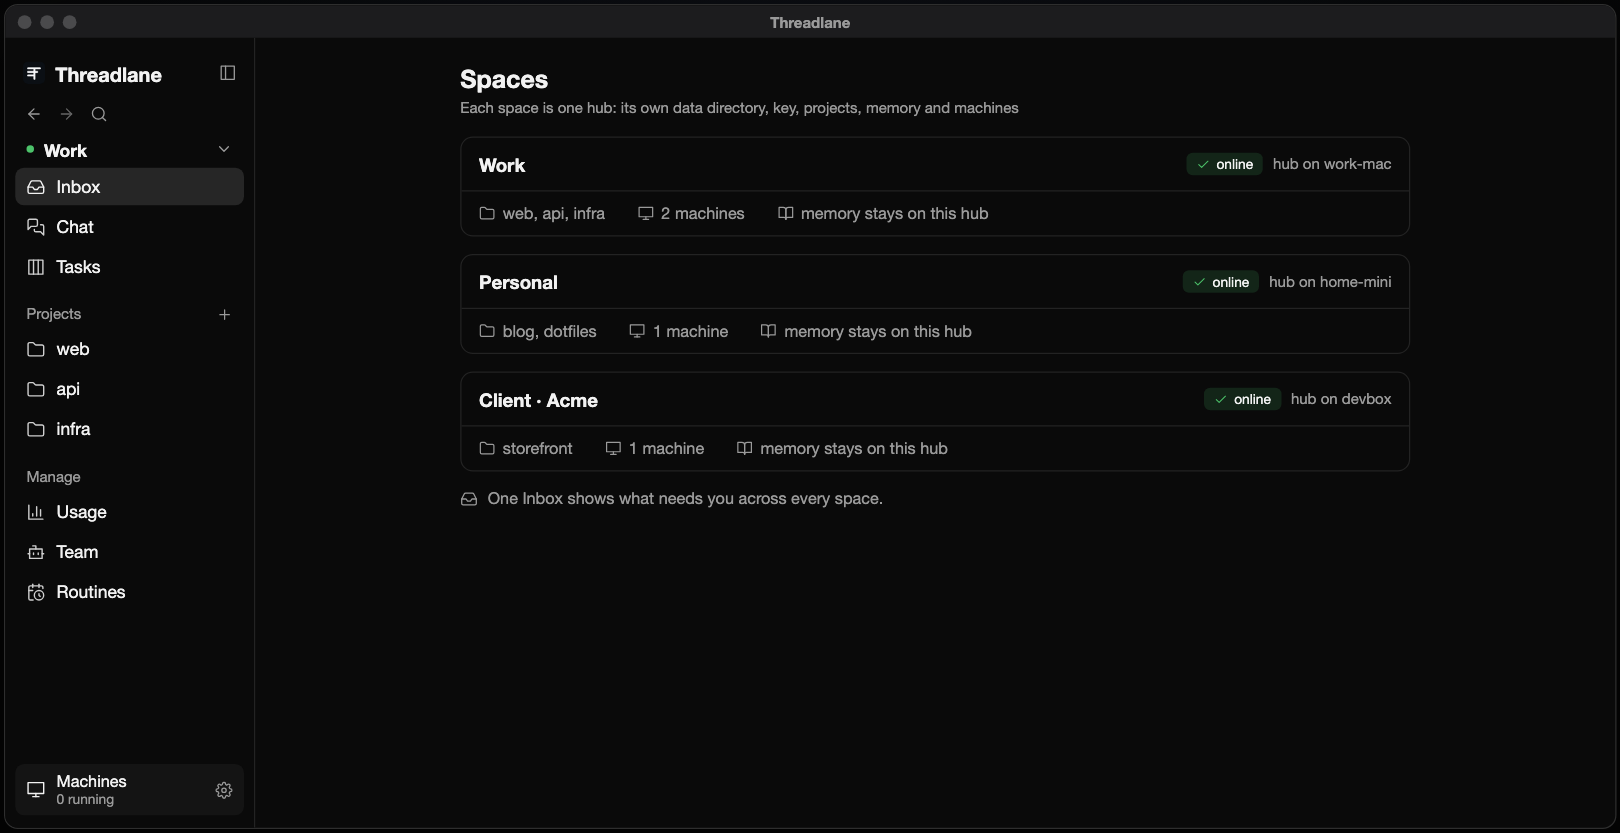 Threadlane
Threadlane
Work
Inbox
Chat
Tasks
Projects
web
api
infra
Manage
Usage
Team
Routines
Machines
0 running
Spaces
Each space is one hub: its own data directory, key, projects, memory and machines
Work
online hub on work-mac
web, api, infra 2 machines memory stays on this hub
Personal
online hub on home-mini
blog, dotfiles 1 machine memory stays on this hub
Client · Acme
online hub on devbox
storefront 1 machine memory stays on this hub
One Inbox shows what needs you across every space.